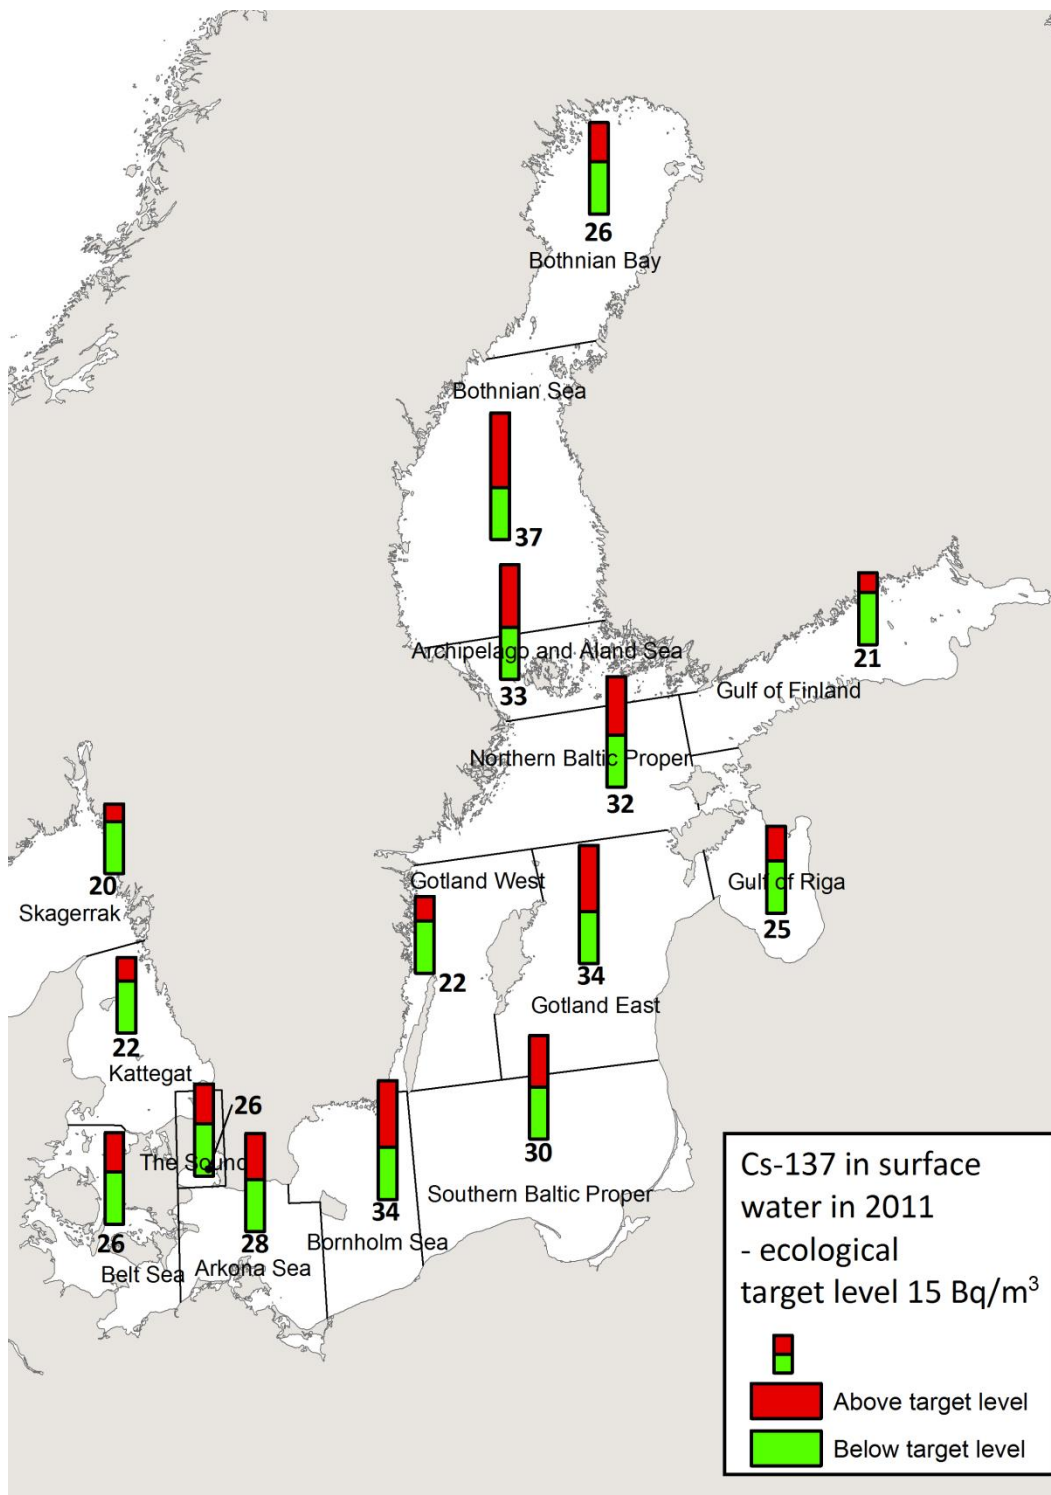 26
Bothnian Bay
Bothnian Sea
37
Archipelago and Aland Sea
33
21
Gulf of Finland
Northern Baltic Proper
32
20
Skagerrak
Gotland West
Gulf of Riga
25
22
34
Gotland East
22
Kattegat
26
30
The Sound
Southern Baltic Proper
34
26
28
Bornholm Sea
Belt Sea
Arkona Sea
Cs-137 in surface
water in 2011
- ecological
target level 15 Bq/m³
Above target level
Below target level